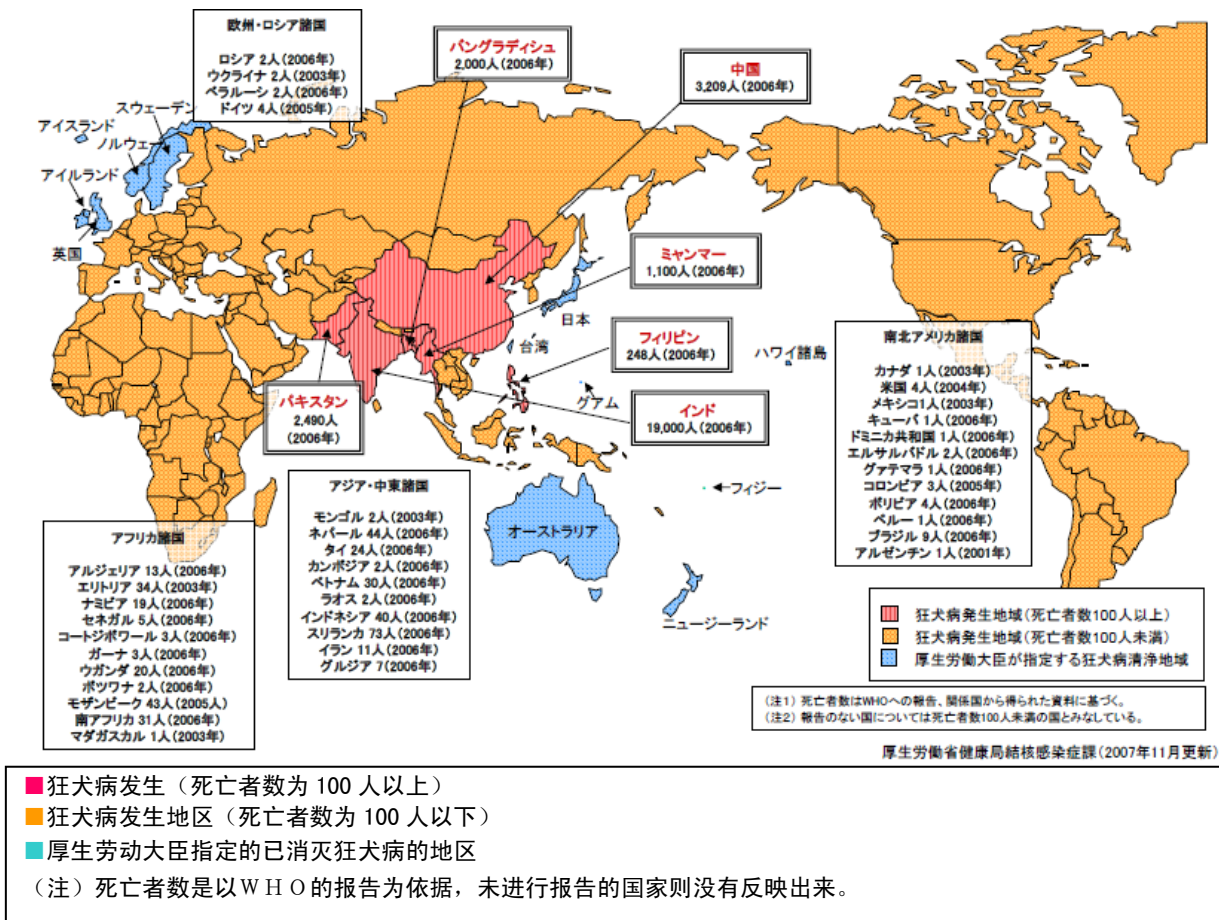 欧州・ロシア諸国
ロシア 2人(2006年)
ウクライナ 2人(2003年)
ベラルーシ 2人(2006年)
ドイツ 4人(2005年)
バングラディシュ
2,000人(2006年)
中国
3,209人(2006年)
スウェーデン
アイスランド
ノルウェー
アイルランド
英国
ミャンマー
1,100人(2006年)
日本
台湾
フィリピン
248人(2006年)
ハワイ諸島
グアム
パキスタン
2,490人
(2006年)
インド
19,000人(2006年)
フィジー
オーストラリア
ニュージーランド
アフリカ諸国
アルジェリア 13人(2006年)
エリトリア 34人(2003年)
ナミビア 19人(2006年)
セネガル 5人(2006年)
コートジボワール 3人(2006年)
ガーナ 3人(2006年)
ウガンダ 20人(2006年)
ボツワナ 2人(2006年)
モザンビーク 43人(2005人)
南アフリカ 31人(2006年)
マダガスカル 1人(2003年)
アジア・中東諸国
モンゴル 2人(2003年)
ネパール 44人(2006年)
タイ 24人(2006年)
カンボジア 2人(2006年)
ベトナム 30人(2006年)
ラオス 2人(2006年)
インドネシア 40人(2006年)
スリランカ 73人(2006年)
イラン 11人(2006年)
グルジア 7(2006年)
南北アメリカ諸国
カナダ 1人(2003年)
米国 4人(2004年)
メキシコ1人(2003年)
キューバ 1人(2006年)
ドミニカ共和国 1人(2006年)
エルサルバドル 2人(2006年)
グァテマラ 1人(2006年)
コロンビア 3人(2005年)
ボリビア 4人(2006年)
ペルー 1人(2006年)
ブラジル 9人(2006年)
アルゼンチン 1人(2001年)
狂犬病発生地域(死亡者数100人以上)
狂犬病発生地域(死亡者数100人未満)
厚生労働大臣が指定する狂犬病清浄地域
(注1) 死亡者数はWHOへの報告、関係国から得られた資料に基づく。
(注2) 報告のない国については死亡者数100人未満の国とみなしている。
厚生労働省健康局結核感染症課(2007年11月更新)
■狂犬病发生(死亡者数为 100 人以上)
■狂犬病发生地区(死亡者数为 100 人以下)
■厚生劳动大臣指定的已消灭狂犬病的地区
(注)死亡者数是以WHO的报告为依据,未进行报告的国家则没有反映出来。